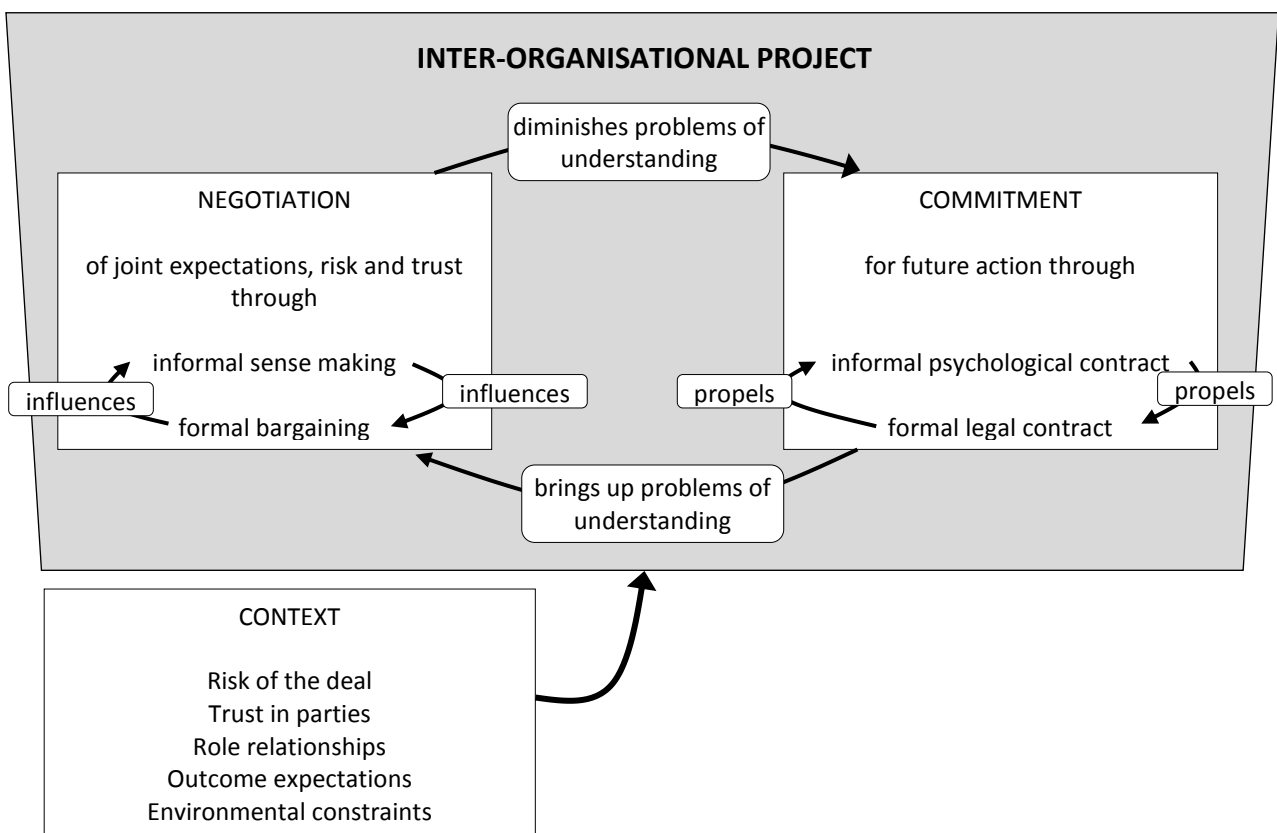 INTER-ORGANISATIONAL PROJECT
diminishes problems of
understanding
NEGOTIATION
of joint expectations, risk and trust
through
informal sense making
influences
influences
formal bargaining
COMMITMENT
for future action through
informal psychological contract
propels
propels
formal legal contract
brings up problems of
understanding
CONTEXT
Risk of the deal
Trust in parties
Role relationships
Outcome expectations
Environmental constraints